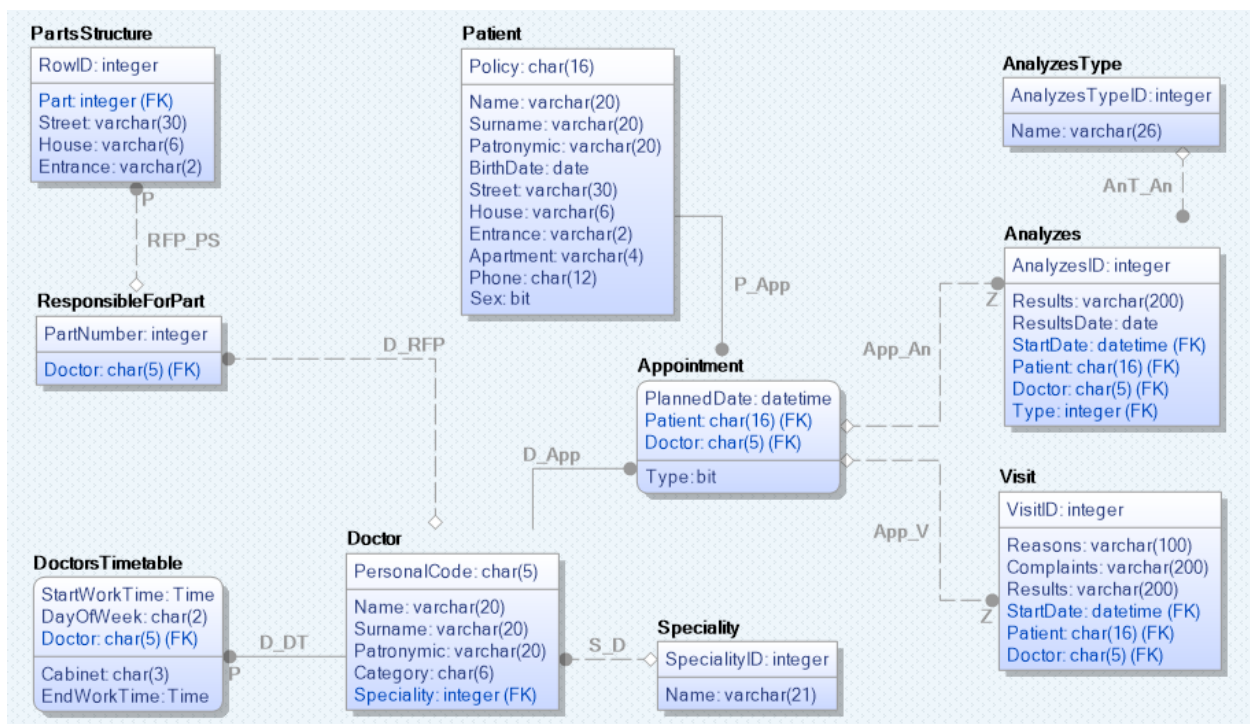 PartsStructure
RowID: integer
Part: integer (FK)
Street: varchar(30)
House: varchar(6)
Entrance: varchar(2)
P
RFP_PS
ResponsibleForPart
PartNumber: integer
Doctor: char(5) (FK)
D_RFP
Patient
Policy: char(16)
Name: varchar(20)
Surname: varchar(20)
Patronymic: varchar(20)
BirthDate: date
Street: varchar(30)
House: varchar(6)
Entrance: varchar(2)
Apartment: varchar(4)
Phone: char(12)
Sex: bit
P_App
AnalyzesType
AnalyzesTypeID: integer
Name: varchar(26)
AnT_An
Analyzes
AnalyzesID: integer
Results: varchar(200)
ResultsDate: date
StartDate: datetime (FK)
Patient: char(16) (FK)
Doctor: char(5) (FK)
Type: integer (FK)
Z
App_An
Appointment
PlannedDate: datetime
Patient: char(16) (FK)
Doctor: char(5) (FK)
Type: bit
D_App
App_V
Visit
VisitID: integer
Reasons: varchar(100)
Complaints: varchar(200)
Results: varchar(200)
StartDate: datetime (FK)
Patient: char(16) (FK)
Doctor: char(5) (FK)
Z
DoctorsTimetable
StartWorkTime: Time
DayOfWeek: char(2)
Doctor: char(5) (FK)
Cabinet: char(3)
EndWorkTime: Time
P
D_DT
Doctor
PersonalCode: char(5)
Name: varchar(20)
Surname: varchar(20)
Patronymic: varchar(20)
Category: char(6)
Speciality: integer (FK)
S_D
Speciality
SpecialityID: integer
Name: varchar(21)